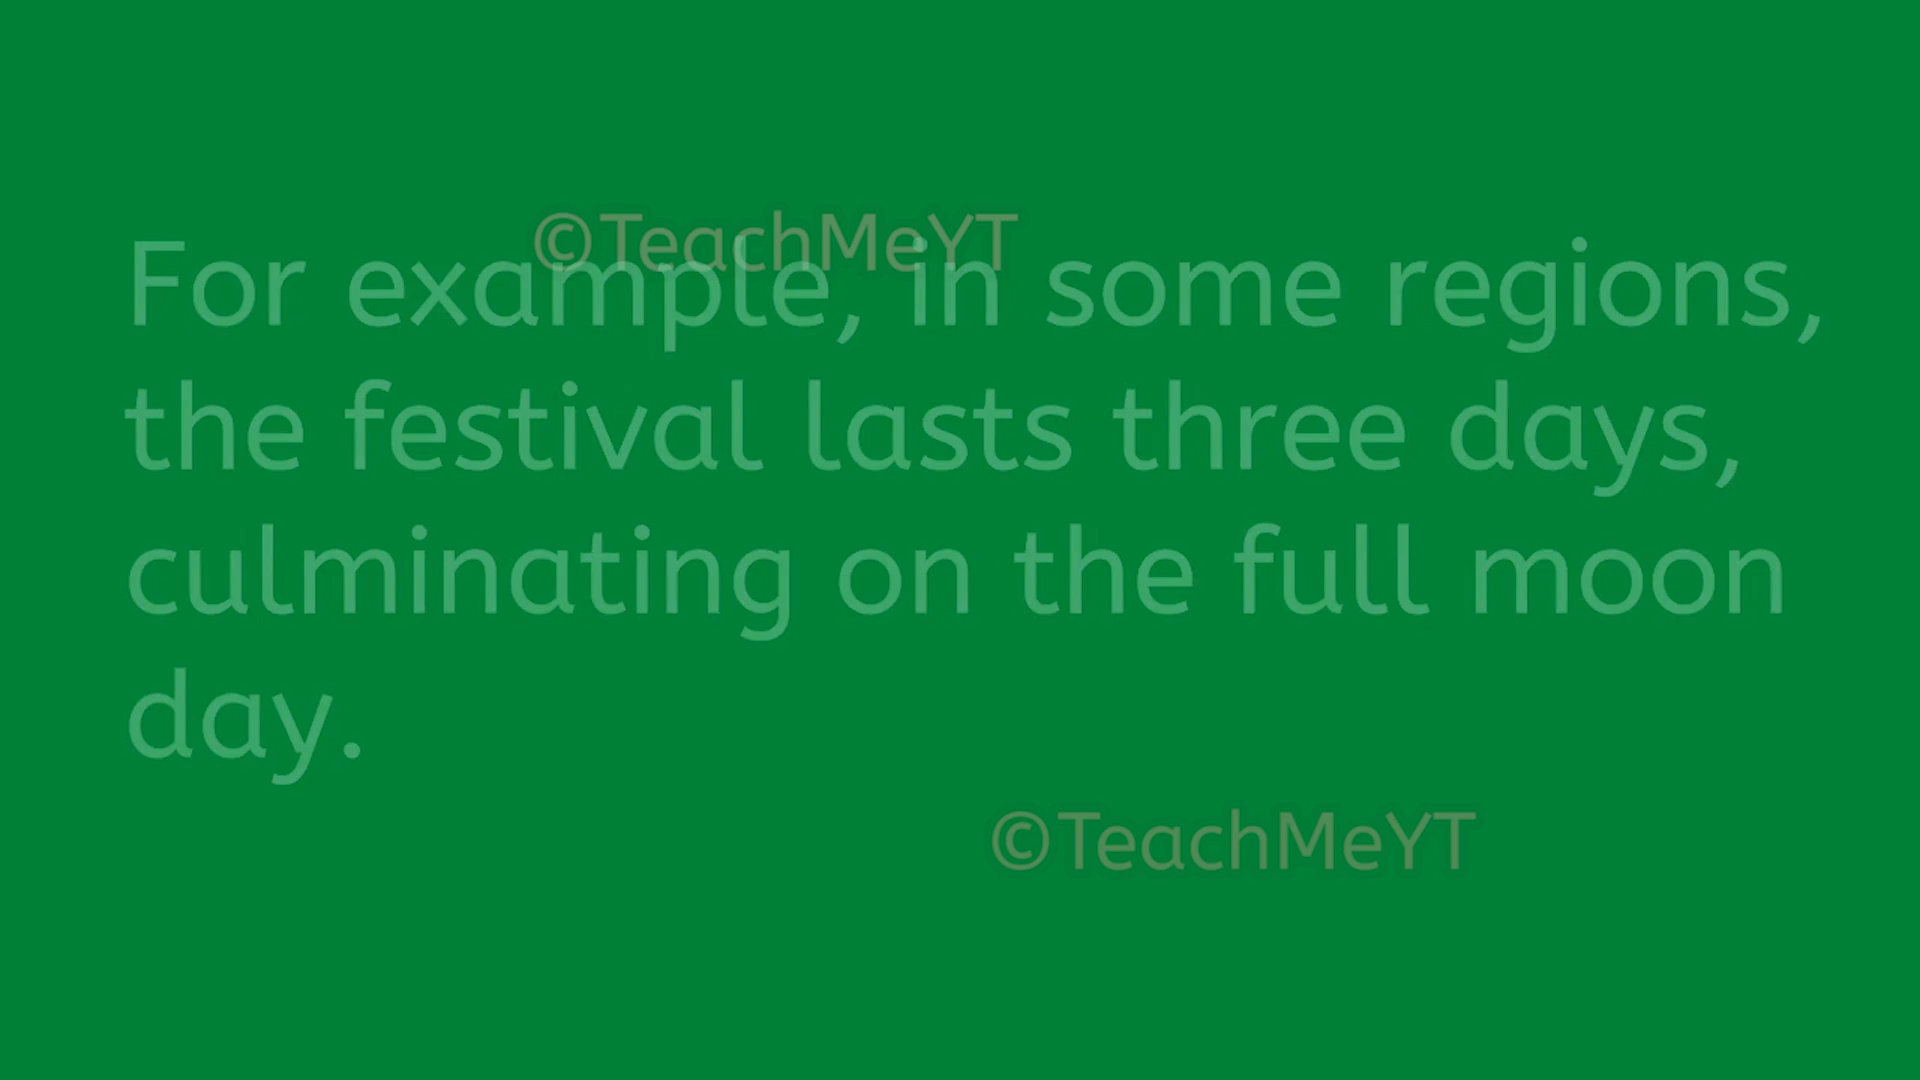 ©TeachMeYT
For example, in some regions,
the festival lasts three days,
culminating on the full moon
day.
©TeachMeYT